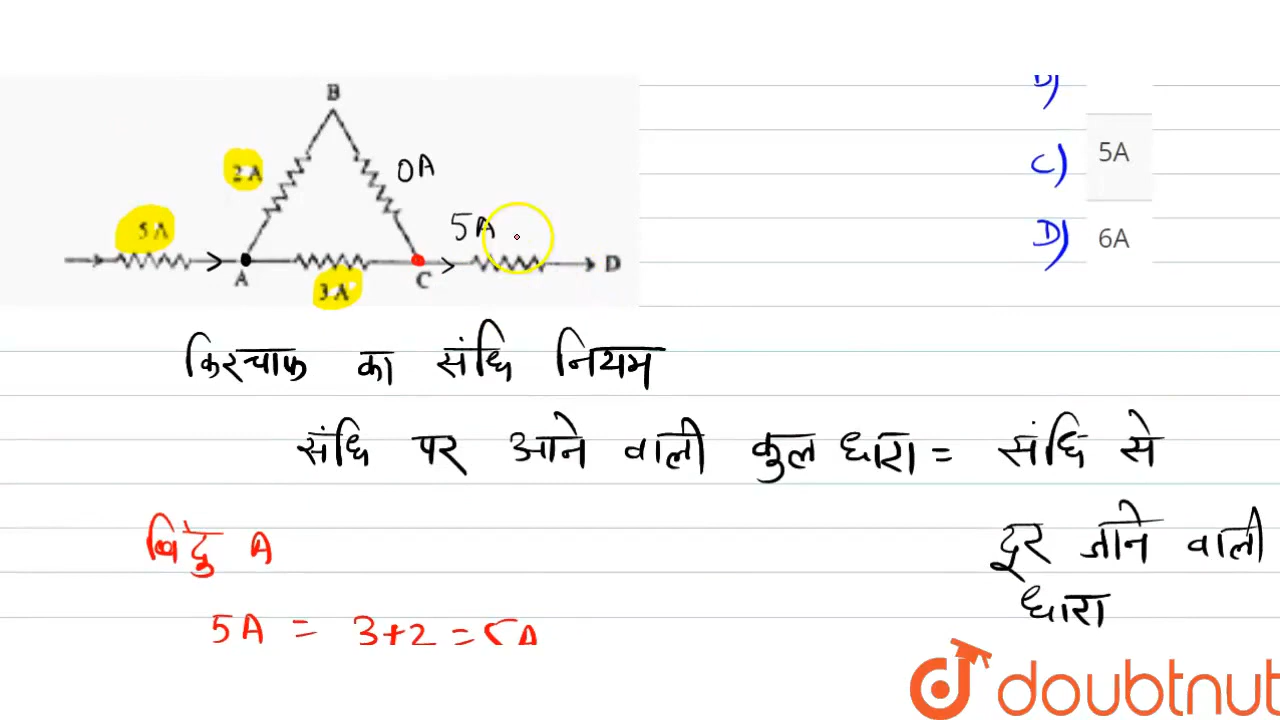 B
2A
0A
5A
5A
A
3A
C
D
C) 5A
D) 6A
किरचाफ का संधि नियम
संधि पर आने वाली कुल धारा = संधि से
दूर जाने वाली
धारा
बिंदु A
5A = 3+2 = 5A
doubtnut